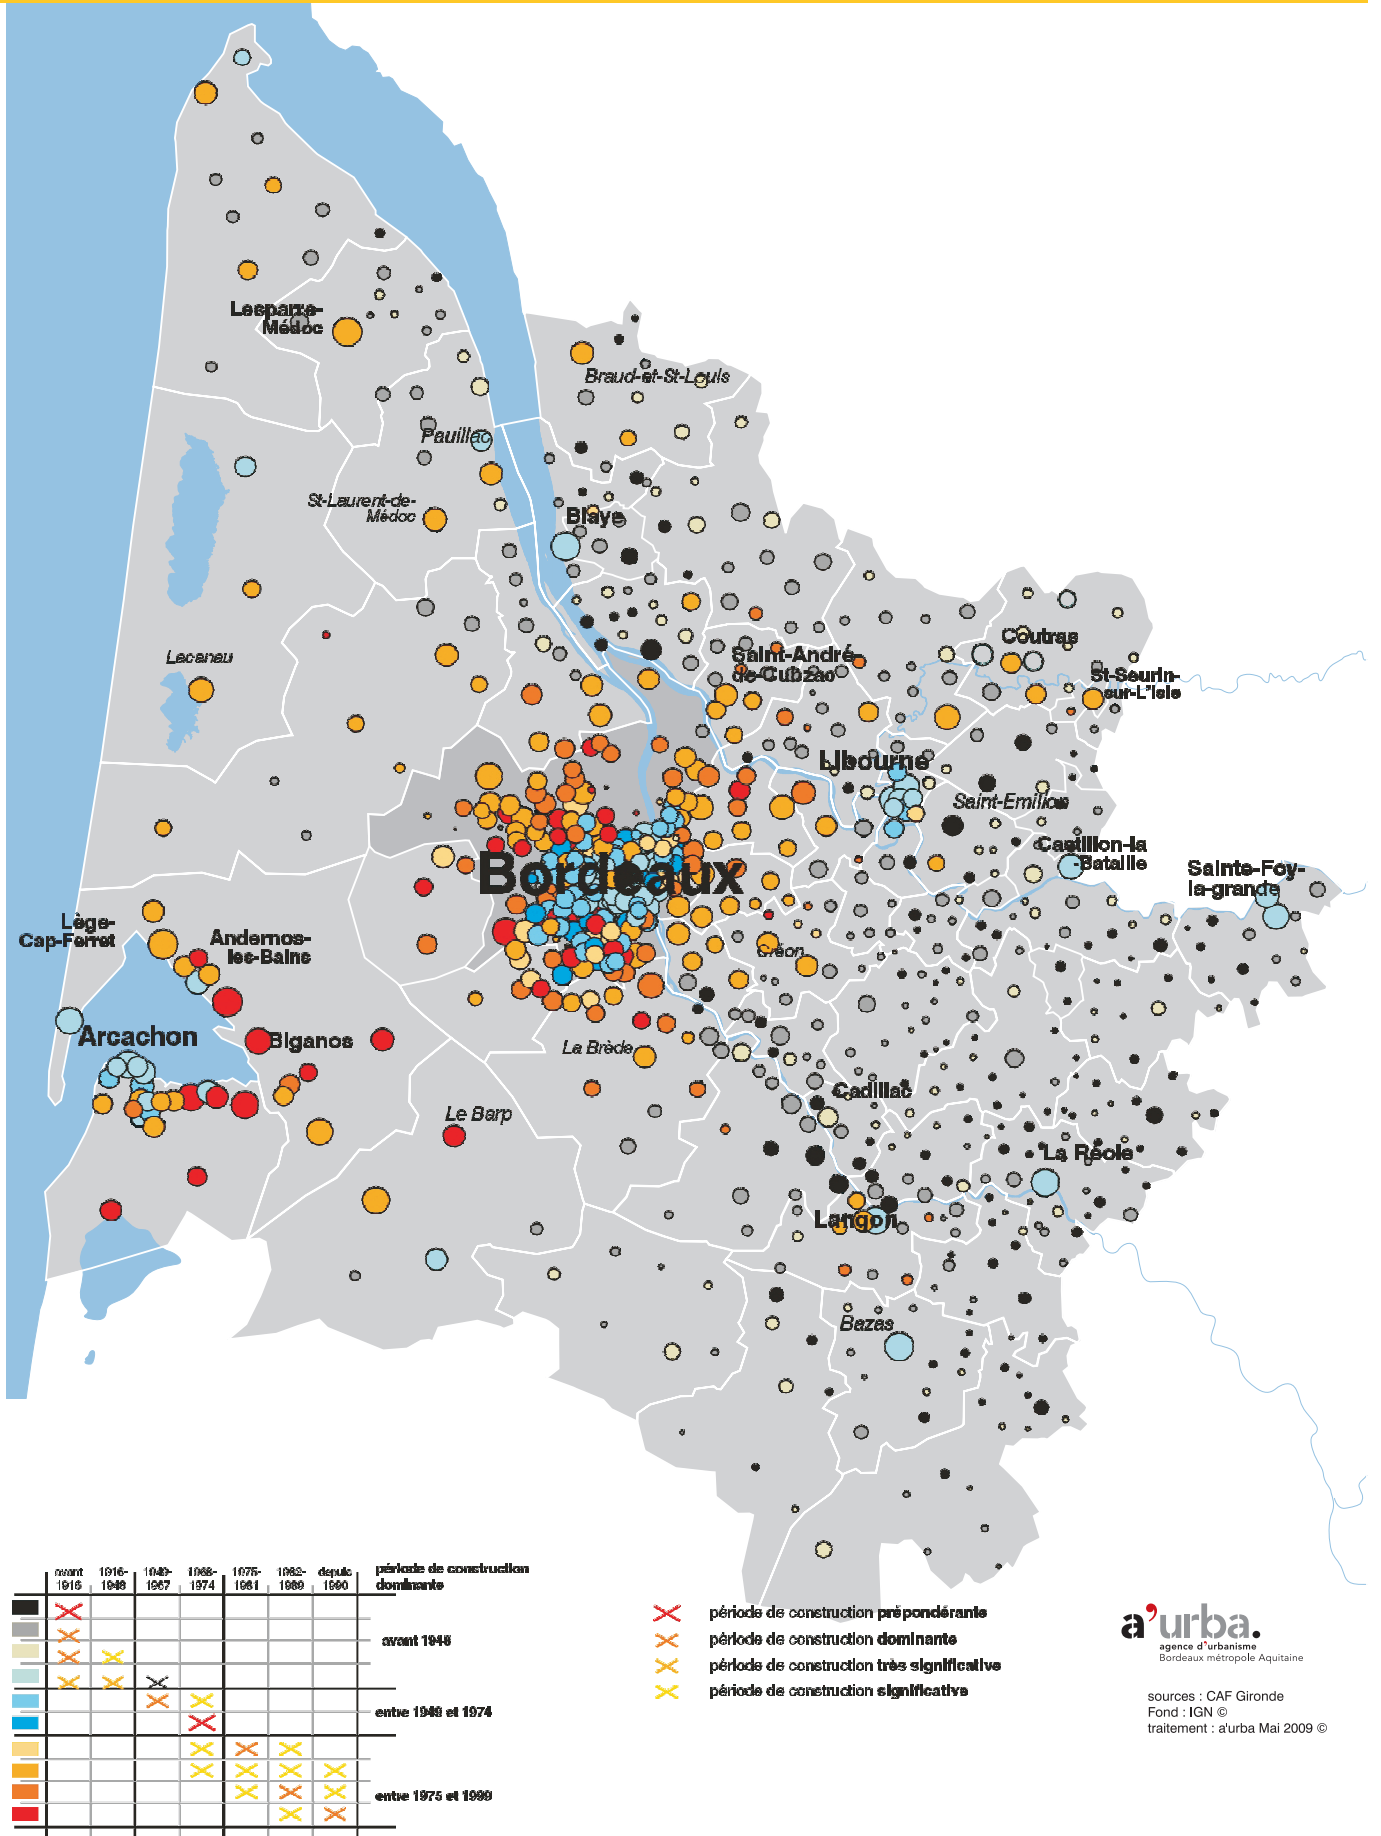 Lesparre-
Médoc
Braud-et-St-Louis
Pauillac
St-Laurent-de-
Médoc
Blaye
Lacanau
Saint-André-
de-Cubzac
Coutras
St-Seurin-
sur-L'Isle
Libourne
Saint-Emilion
Castillon-la
-Bataille
Sainte-Foy-
la-grande
Bordeaux
Lège-
Cap-Ferret
Andernos-
les-Bains
Créon
Arcachon
Biganos
La Brède
Cadillac
Le Barp
La Réole
Langon
Bazas
avant 1916
1916-1948
1949-1967
1968-1974
1975-1981
1982-1989
depuis 1990
période de construction
dominante
avant 1948
entre 1949 et 1974
entre 1975 et 1999
période de construction prépondérante
période de construction dominante
période de construction très significative
période de construction significative
a'urba.
agence d'urbanisme
Bordeaux métropole Aquitaine
sources : CAF Gironde
Fond : IGN ©
traitement : a'urba Mai 2009 ©